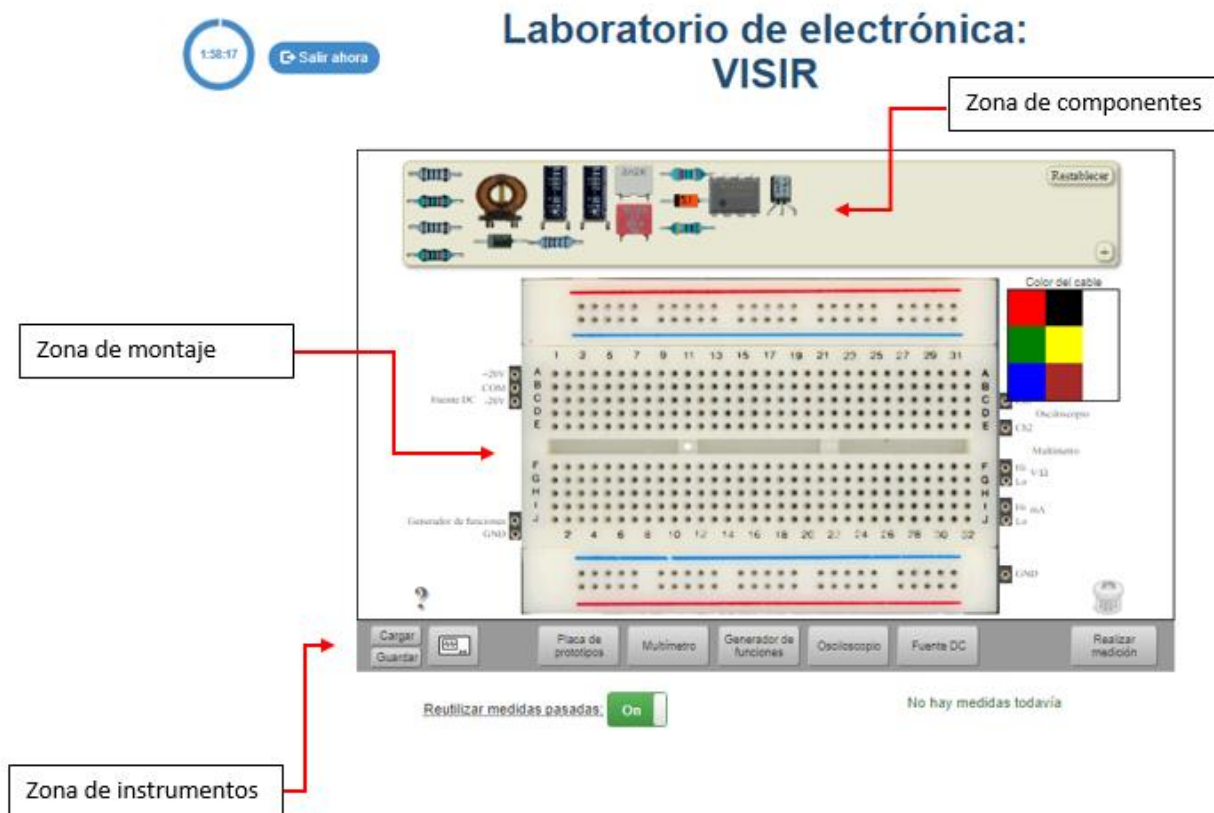 Laboratorio de electrónica:
VISIR
1:58:17
Salir ahora
Zona de componentes
Restablecer
+
Color del cable
Zona de montaje
1 3 5 7 9 11 13 15 17 19 21 23 25 27 29 31
+20V
COM
Fuente DC -20V
A A
B B
C C
D D
E E
Osciloscopio
Ch2
Multímetro
F F
G G
H H
I I
J J
Hi V/Ω
Lo
Hi mA
Lo
Generador de funciones
GND
2 4 6 8 10 12 14 16 18 20 22 24 26 28 30 32
GND
?
Cargar
Guardar
Placa de
prototipos
Multímetro
Generador de
funciones
Osciloscopio
Fuente DC
Realizar
medición
Reutilizar medidas pasadas:
On
No hay medidas todavía
Zona de instrumentos